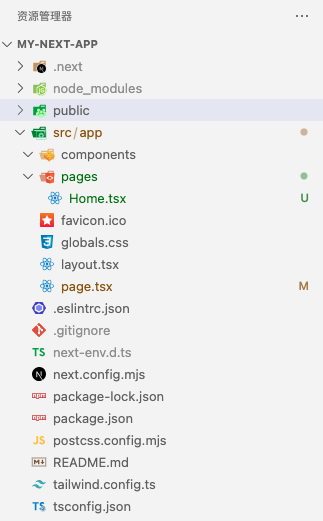 资源管理器
MY-NEXT-APP
.next
node_modules
public
src/app
components
pages
Home.tsx U
favicon.ico
globals.css
layout.tsx
page.tsx M
.eslintrc.json
.gitignore
TS next-env.d.ts
next.config.mjs
package-lock.json
package.json
JS postcss.config.mjs
README.md
tailwind.config.ts
TS tsconfig.json